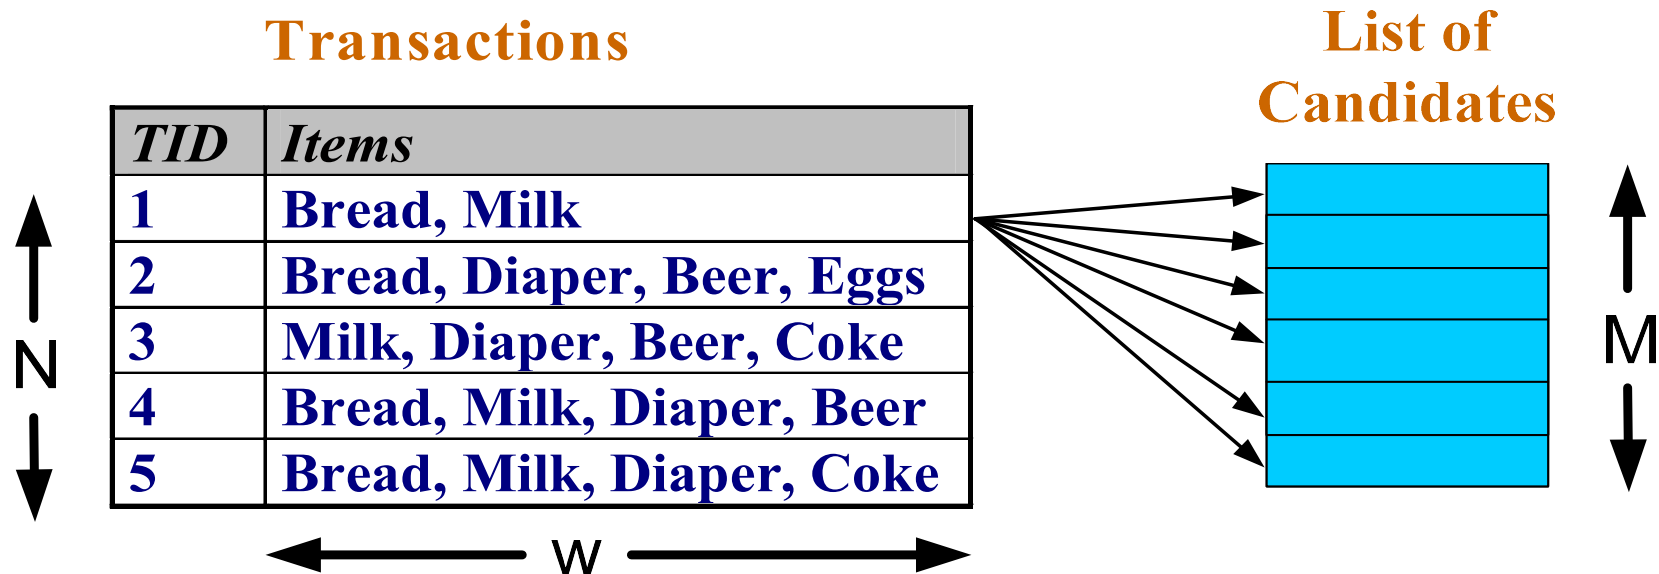 Transactions
List of
Candidates
TID Items
1 Bread, Milk
2 Bread, Diaper, Beer, Eggs
3 Milk, Diaper, Beer, Coke
4 Bread, Milk, Diaper, Beer
5 Bread, Milk, Diaper, Coke
N
M
w